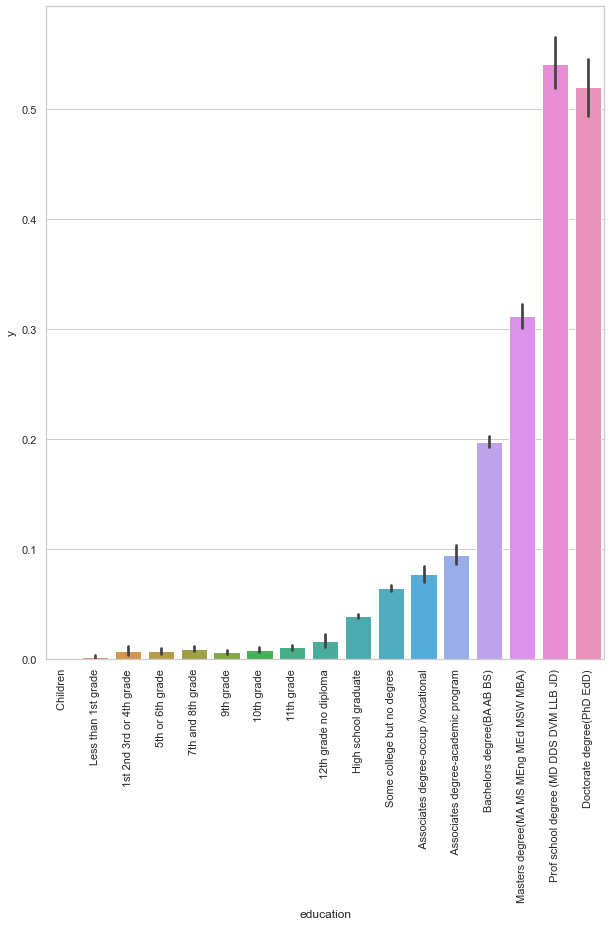 0.5
0.4
0.3
0.2
0.1
0.0
y
Children
Less than 1st grade
1st 2nd 3rd or 4th grade
5th or 6th grade
7th and 8th grade
9th grade
10th grade
11th grade
12th grade no diploma
High school graduate
Some college but no degree
Associates degree-occup /vocational
Associates degree-academic program
Bachelors degree(BA AB BS)
Masters degree(MA MS MEng MEd MSW MBA)
Prof school degree (MD DDS DVM LLB JD)
Doctorate degree(PhD EdD)
education